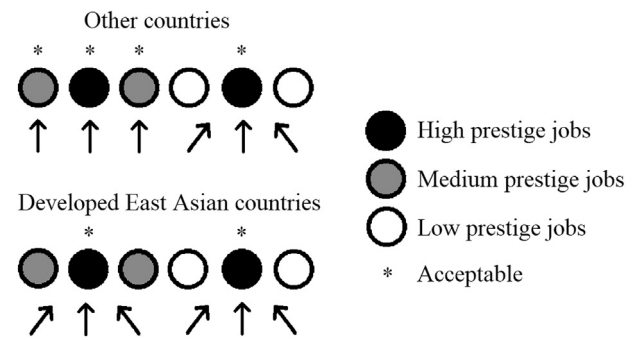 Other countries
* * * *
High prestige jobs
Medium prestige jobs
Developed East Asian countries
* *
Low prestige jobs
* Acceptable